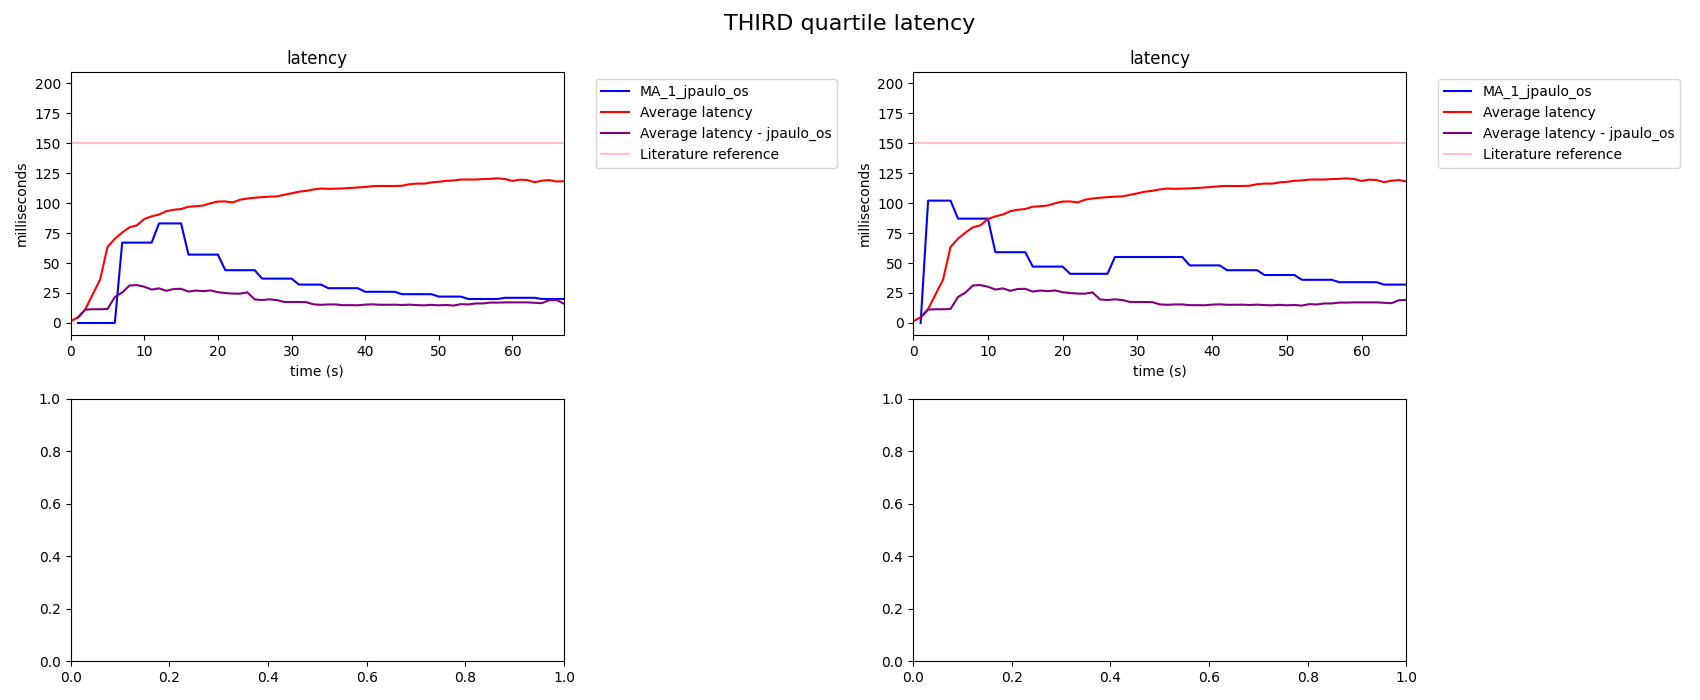 THIRD quartile latency
latency
200
175
150
125
100
75
50
25
0
milliseconds
0 10 20 30 40 50 60
time (s)
MA_1_jpaulo_os
Average latency
Average latency - jpaulo_os
Literature reference
latency
200
175
150
125
100
75
50
25
0
milliseconds
0 10 20 30 40 50 60
time (s)
MA_1_jpaulo_os
Average latency
Average latency - jpaulo_os
Literature reference
1.0
0.8
0.6
0.4
0.2
0.0
0.0 0.2 0.4 0.6 0.8 1.0
1.0
0.8
0.6
0.4
0.2
0.0
0.0 0.2 0.4 0.6 0.8 1.0